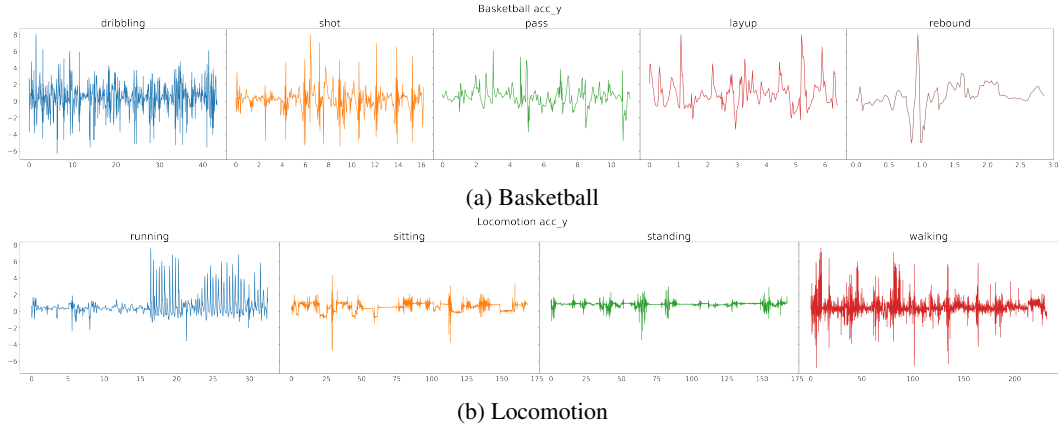 Basketball acc_y
dribbling shot pass layup rebound
8
6
4
2
0
−2
−4
−6
0 10 20 30 40 0 2 4 6 8 10 12 14 16 0 2 4 6 8 10 0 1 2 3 4 5 6 0.0 0.5 1.0 1.5 2.0 2.5 3.0
(a) Basketball
Locomotion acc_y
running sitting standing walking
8
6
4
2
0
−2
−4
−6
0 5 10 15 20 25 30 0 25 50 75 100 125 150 175 0 25 50 75 100 125 150 175 0 50 100 150 200
(b) Locomotion